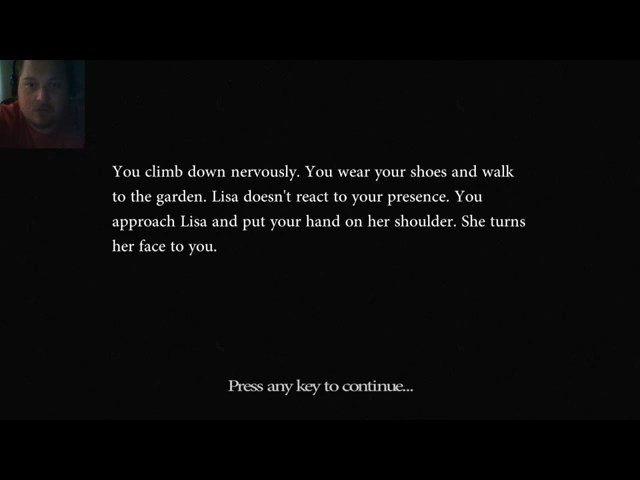 You climb down nervously. You wear your shoes and walk
to the garden. Lisa doesn't react to your presence. You
approach Lisa and put your hand on her shoulder. She turns
her face to you.
Press any key to continue...